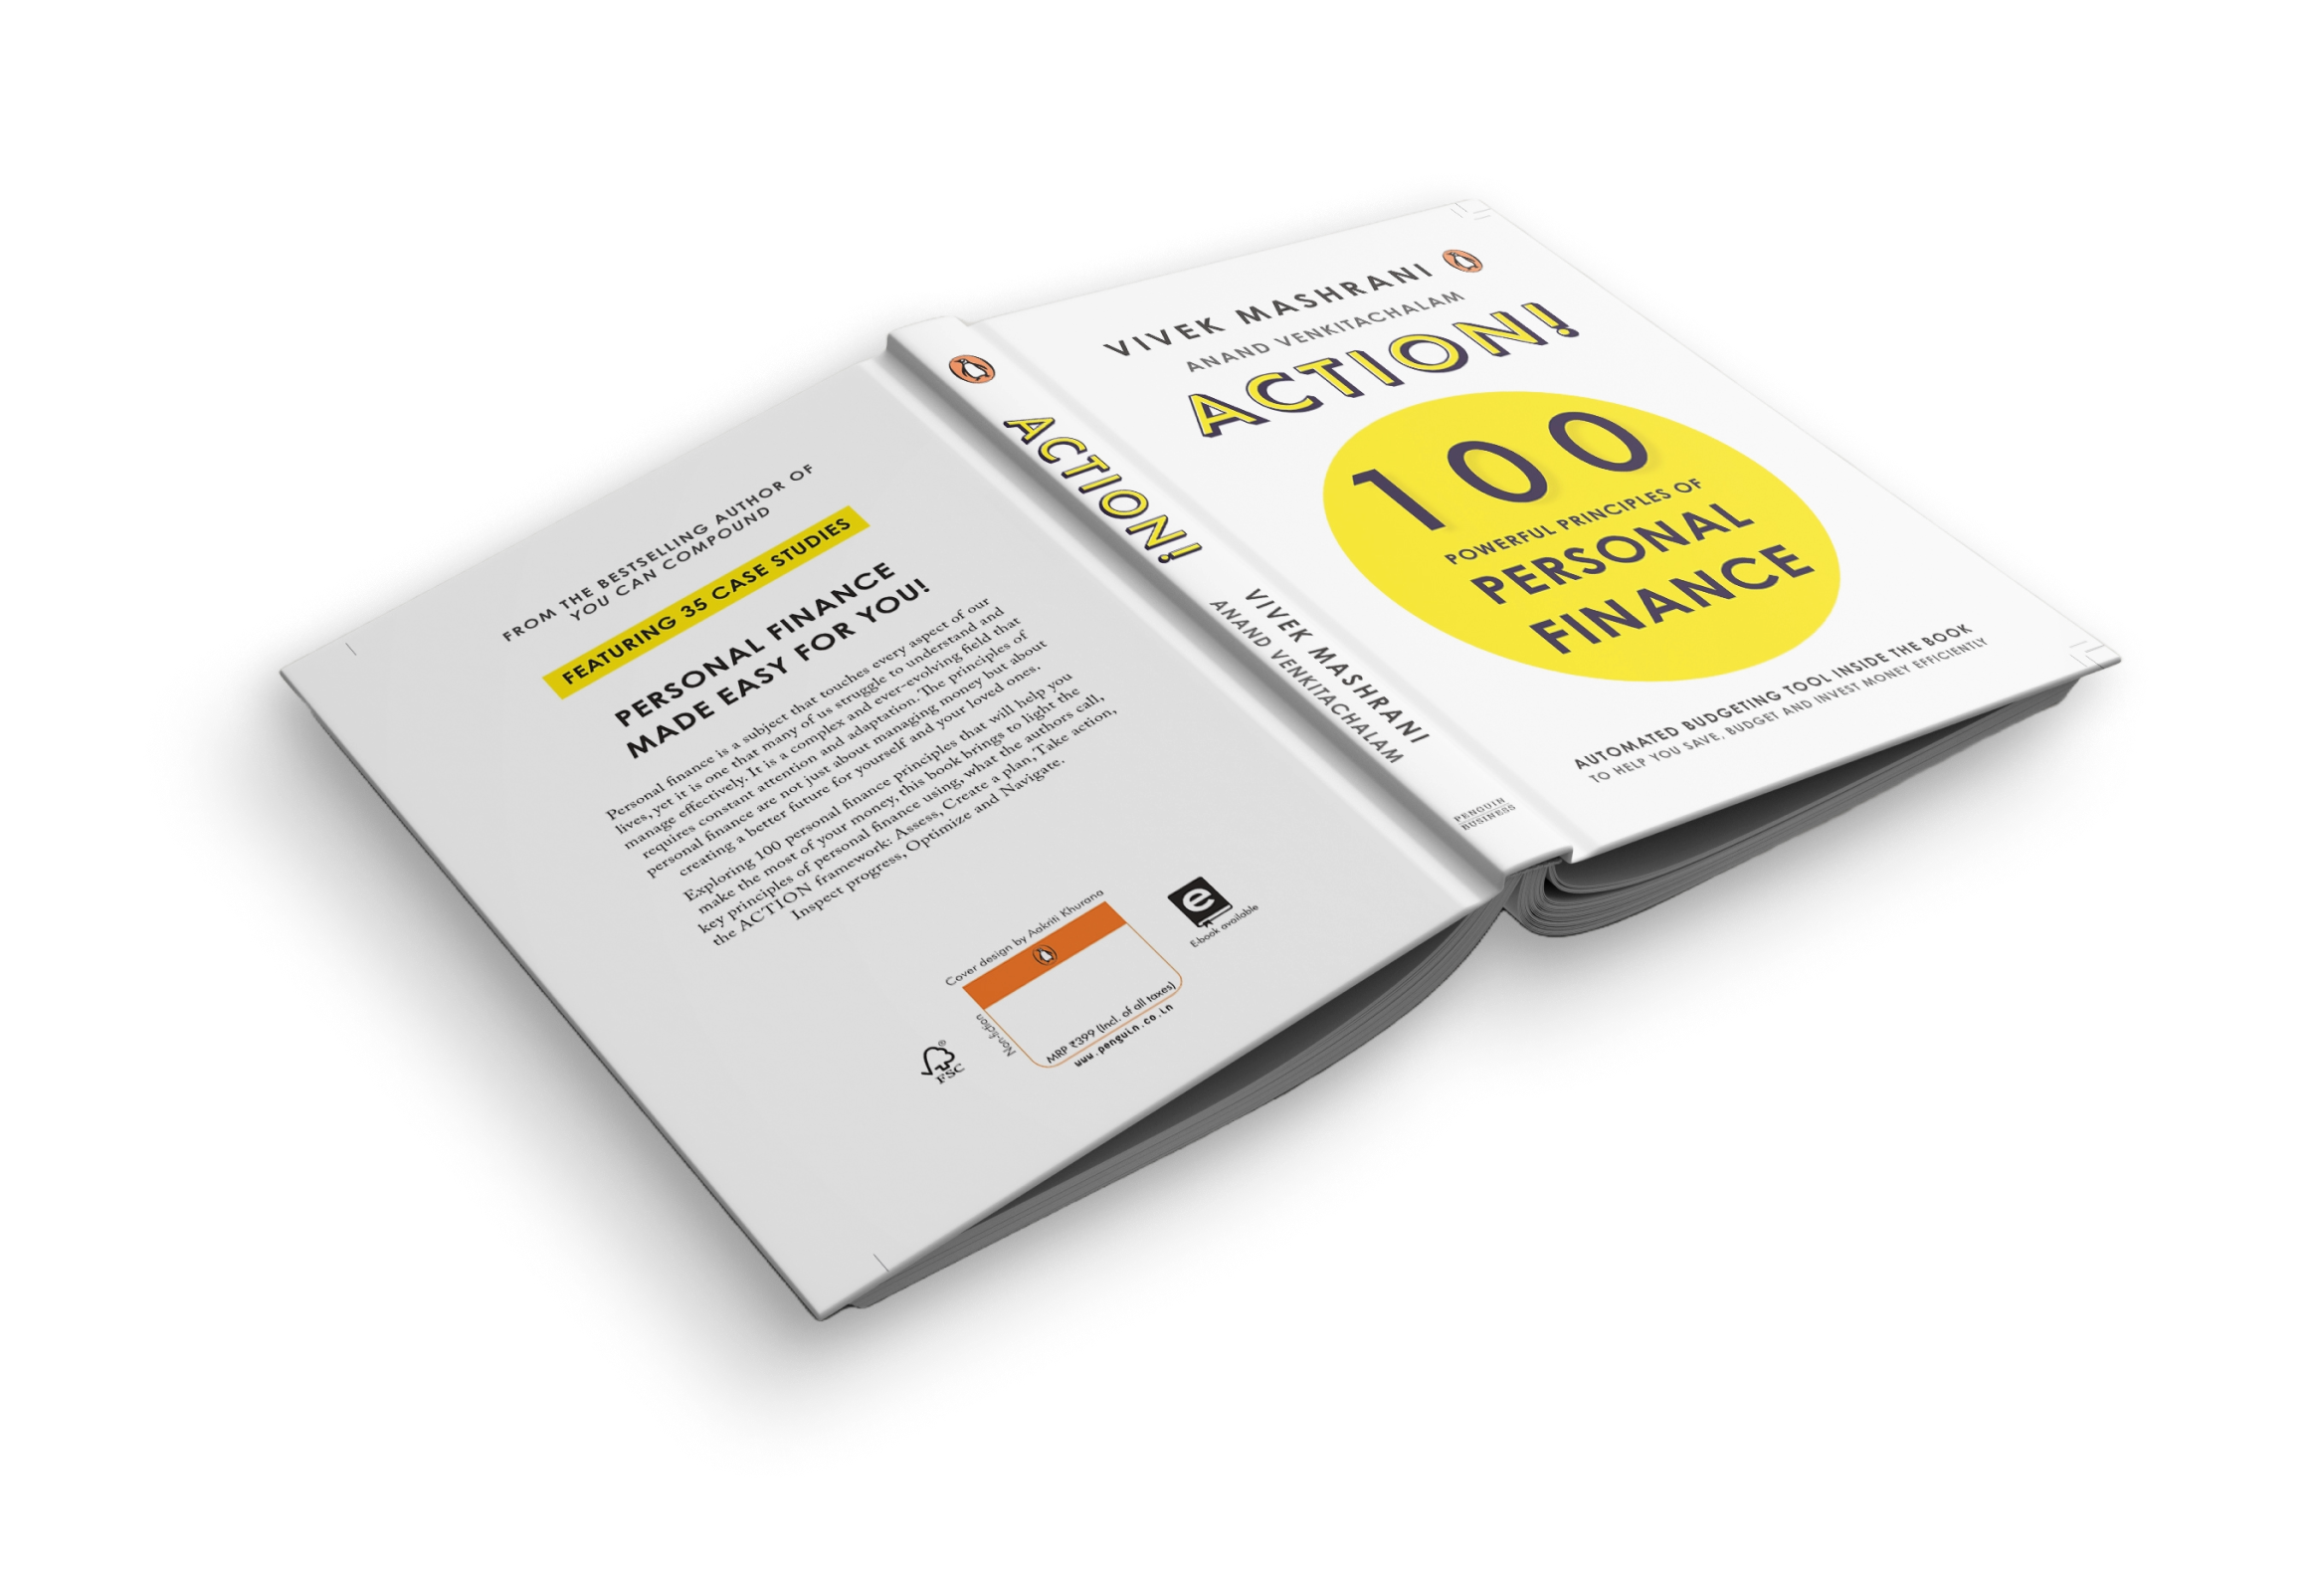 FROM THE BESTSELLING AUTHOR OF
YOU CAN COMPOUND
FEATURING 35 CASE STUDIES
PERSONAL FINANCE
MADE EASY FOR YOU!
Personal finance is a subject that touches every aspect of our
lives, yet it is one that many of us struggle to understand and
manage effectively. It is a complex and ever-evolving field that
requires constant attention and adaptation. The principles of
personal finance are not just about managing money but about
creating a better future for yourself and your loved ones.
Exploring 100 personal finance principles that will help you
make the most of your money, this book brings to light the
key principles of personal finance using, what the authors call,
the ACTION framework: Assess, Create a plan, Take action,
Inspect progress, Optimize and Navigate.
Cover design by Aakriti Khurana
Non-fiction
MRP ₹399 (Incl. of all taxes)
www.penguin.co.in
FSC®
e
E-book available
ACTION!
VIVEK MASHRANI
ANAND VENKITACHALAM
PENGUIN
BUSINESS
VIVEK MASHRANI
ANAND VENKITACHALAM
ACTION!
100
POWERFUL PRINCIPLES OF
PERSONAL
FINANCE
AUTOMATED BUDGETING TOOL INSIDE THE BOOK
TO HELP YOU SAVE, BUDGET AND INVEST MONEY EFFICIENTLY